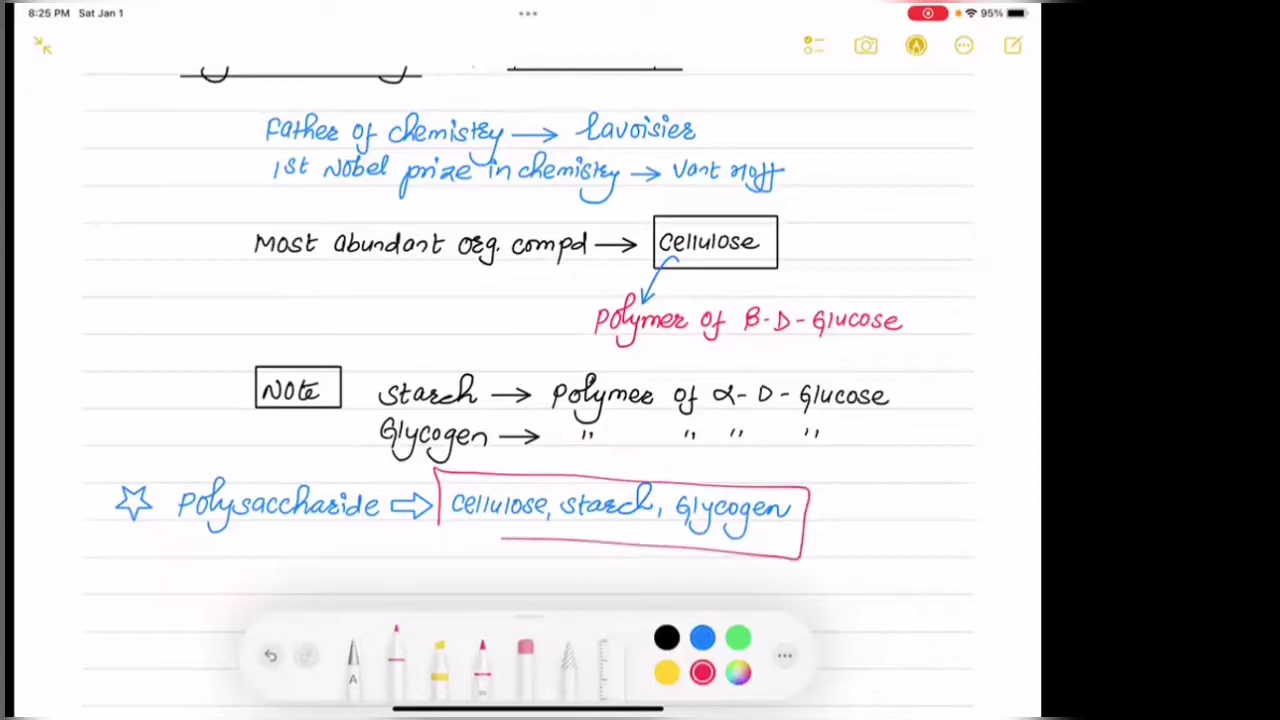 8:25 PM Sat Jan 1
95%
Father of chemistry → Lavoisier
1st Nobel prize in chemistry → Vant Hoff
Most abundant org. compd → Cellulose
Polymer of β-D-Glucose
Note Starch → Polymer of α-D-Glucose
Glycogen → " " " "
☆ Polysaccharide ⇒ Cellulose, Starch, Glycogen
A
50